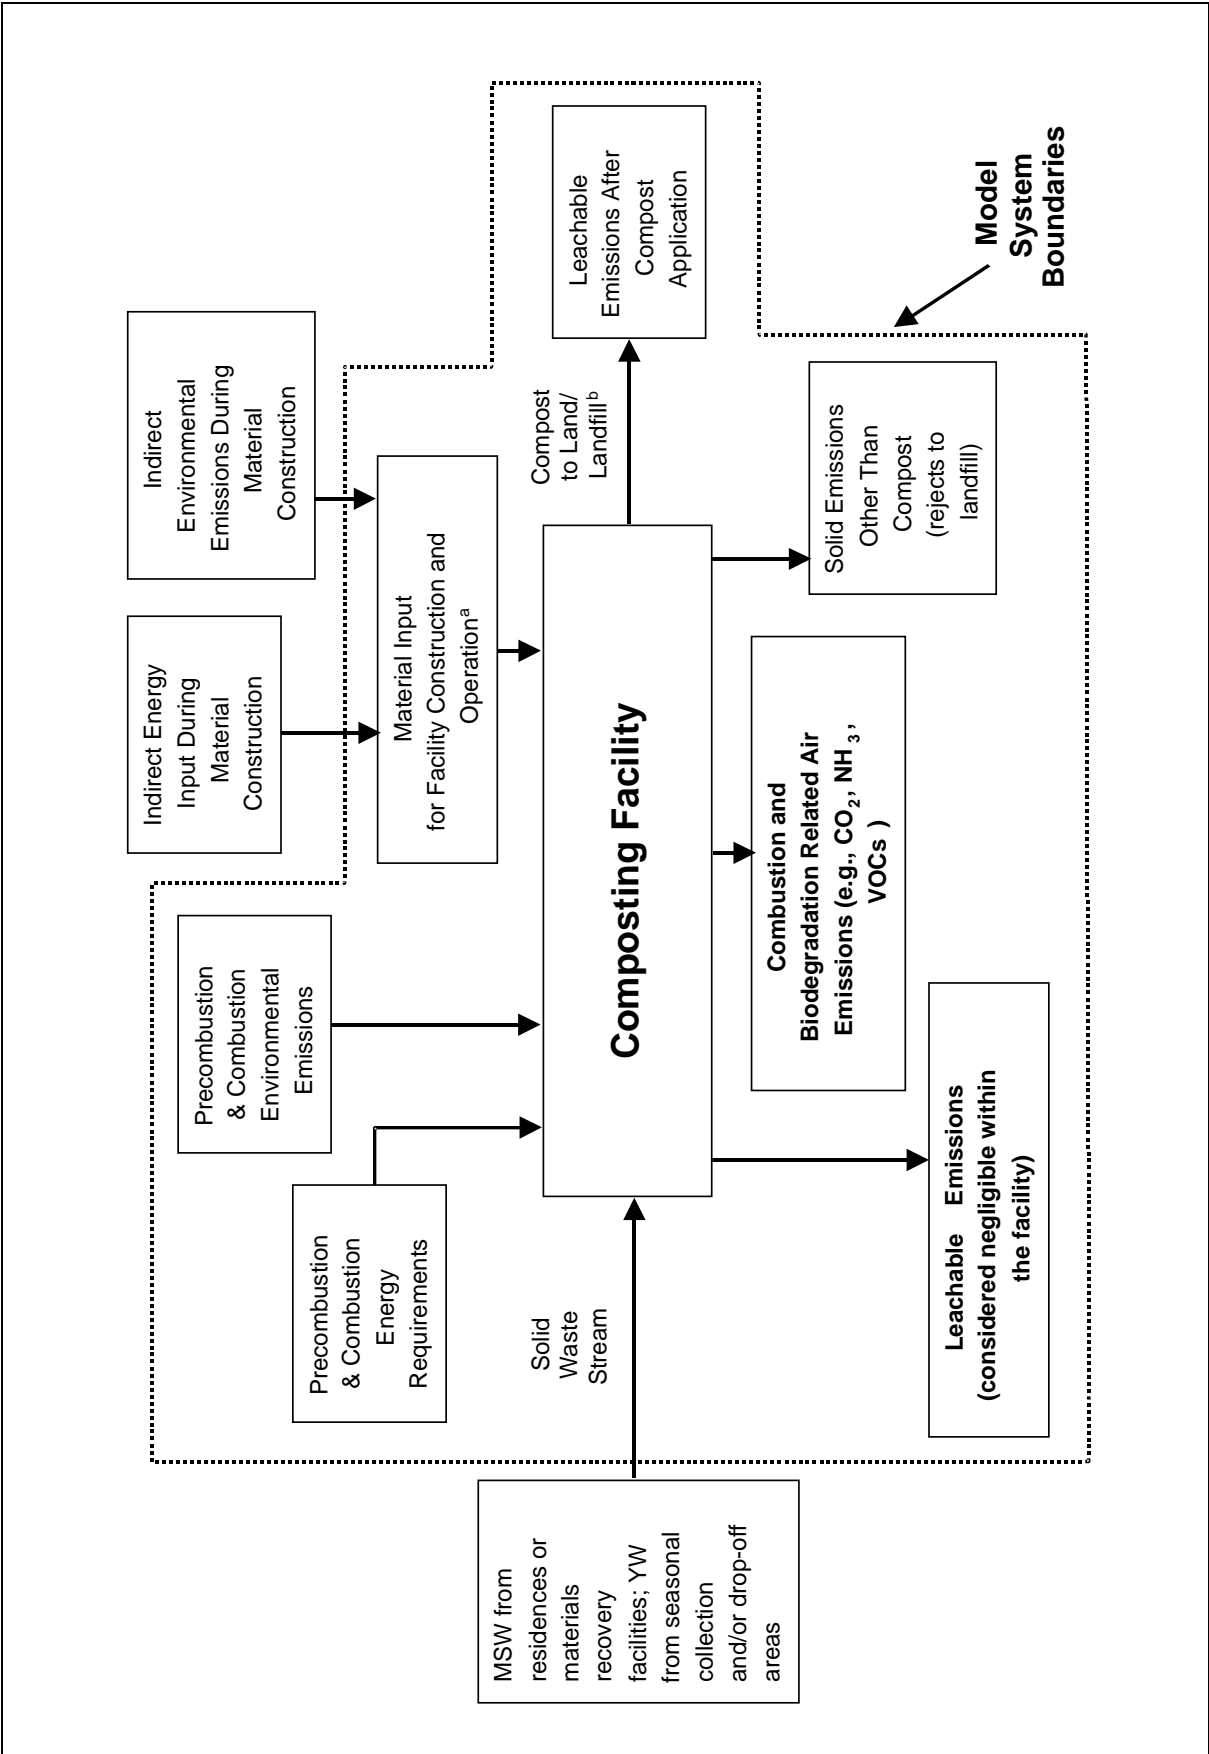 Indirect Energy
Input During
Material
Construction
Indirect
Environmental
Emissions During
Material
Construction
Precombustion
& Combustion
Environmental
Emissions
Precombustion
& Combustion
Energy
Requirements
Material Input
for Facility Construction and
Operationᵃ
MSW from
residences or
materials
recovery
facilities; YW
from seasonal
collection
and/or drop-off
areas
Solid
Waste
Stream
Composting Facility
Compost
to Land/
Landfillᵇ
Leachable
Emissions After
Compost
Application
Leachable Emissions
(considered negligible within
the facility)
Combustion and
Biodegradation Related Air
Emissions (e.g., CO₂, NH₃,
VOCs )
Solid Emissions
Other Than
Compost
(rejects to
landfill)
Model
System
Boundaries